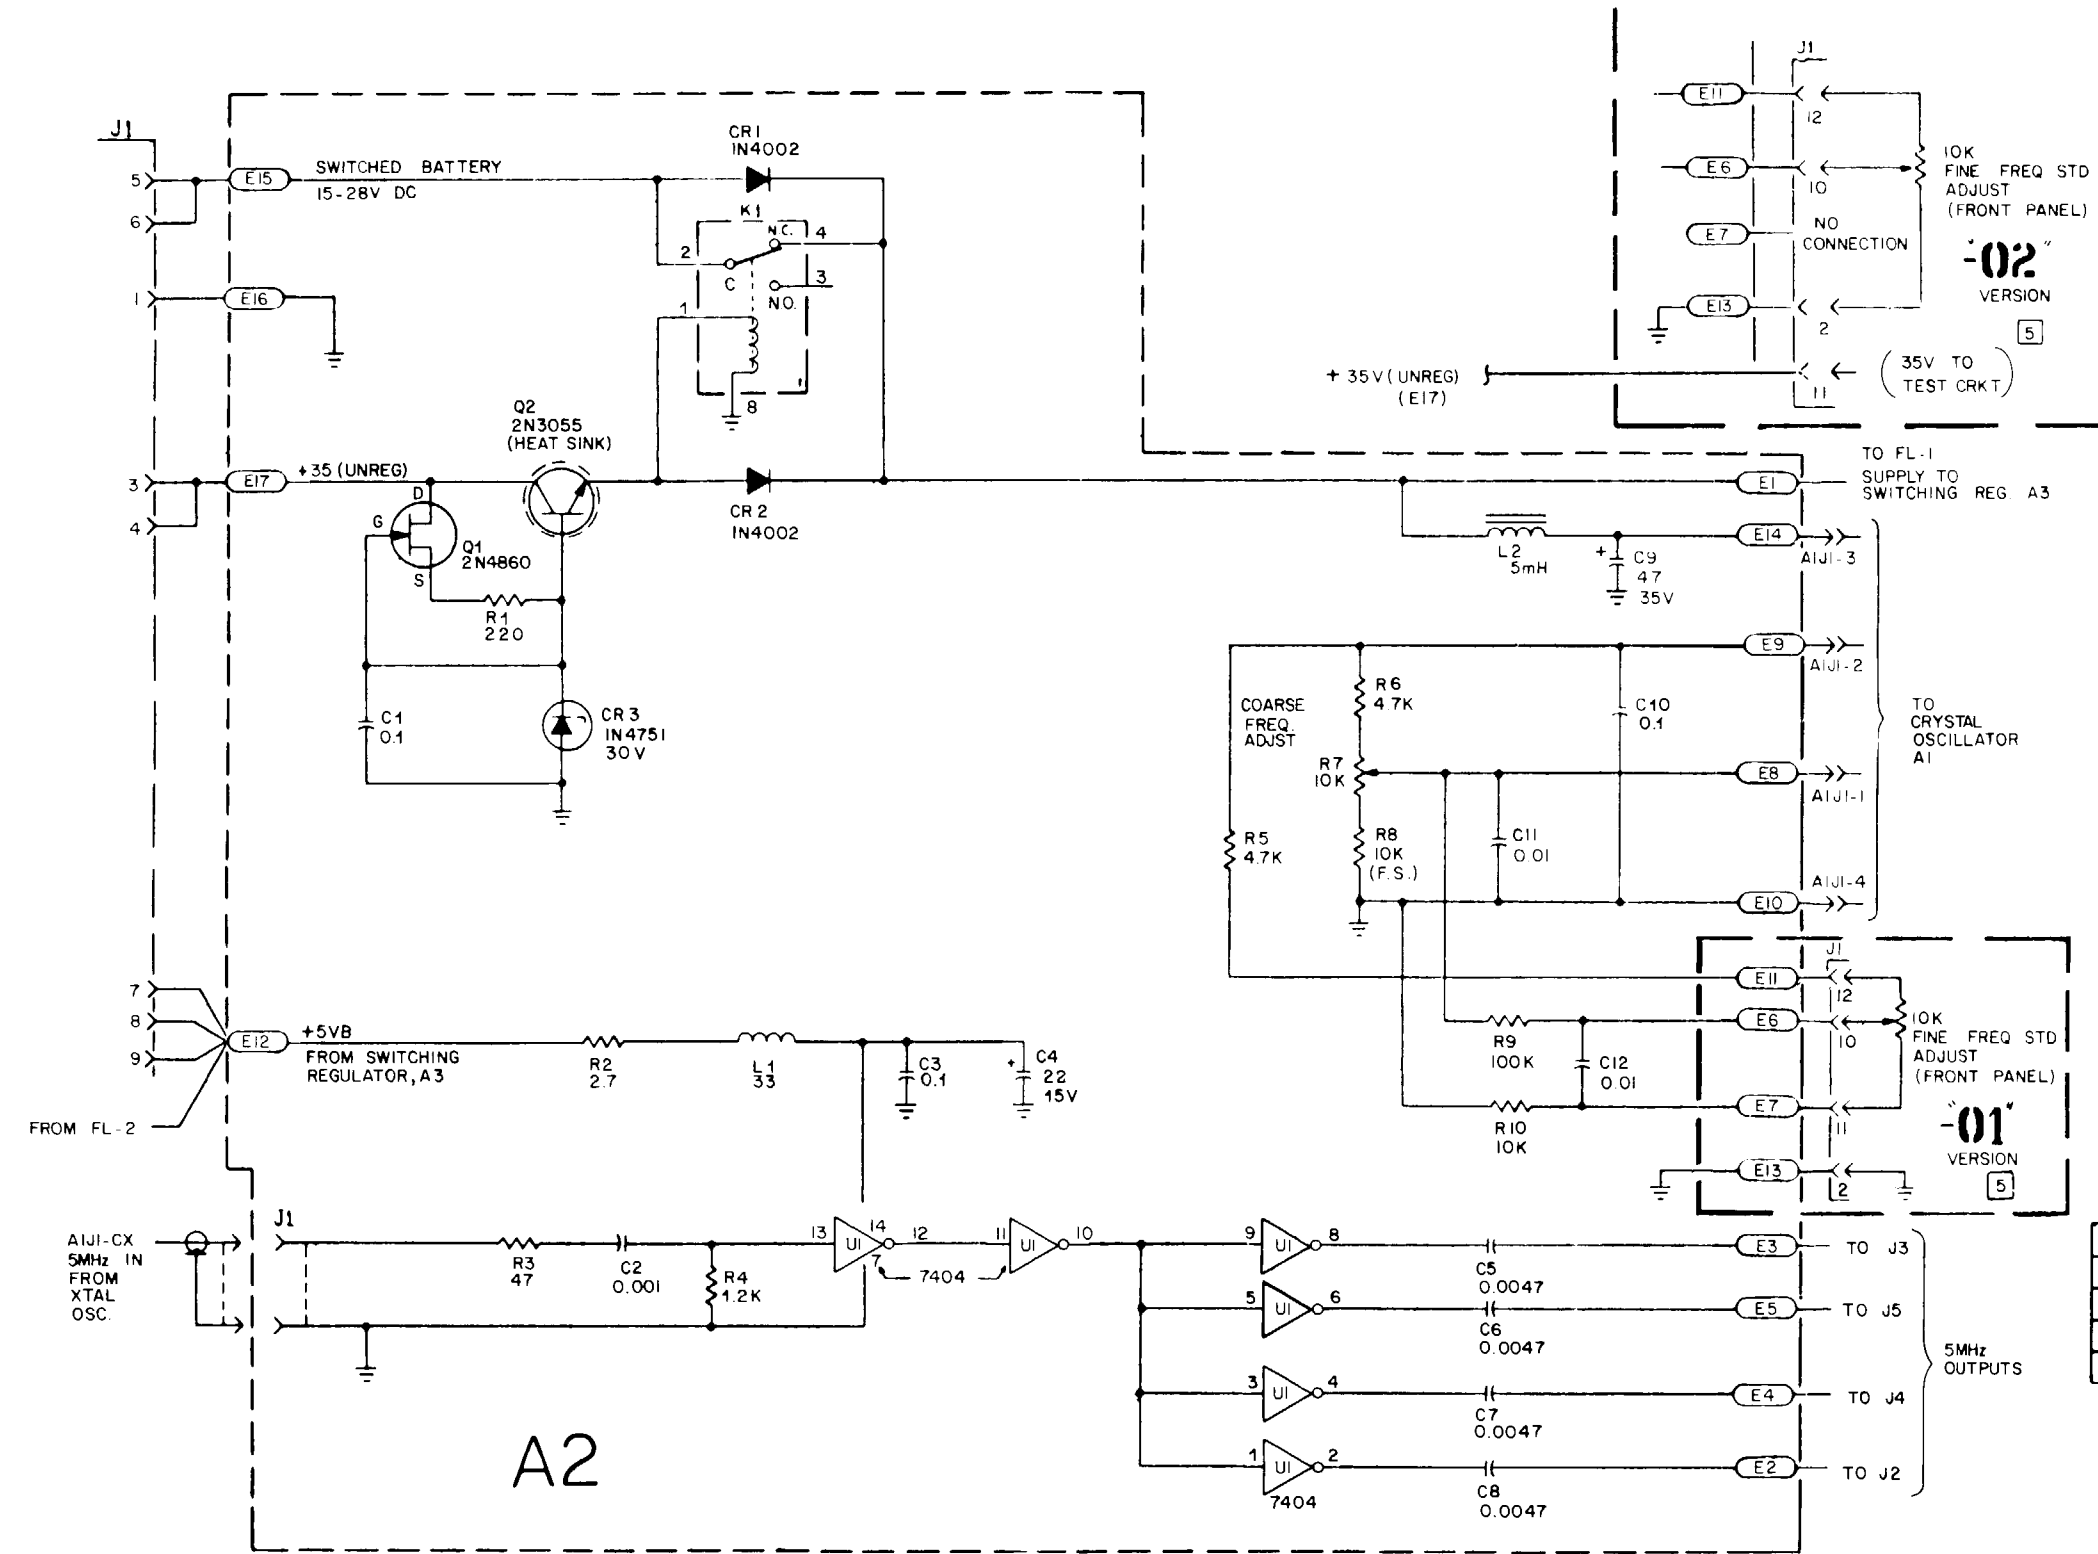 J1
5
6
1
3
4
7
8
9
FROM FL-2
E15
SWITCHED BATTERY
15-28V DC
E16
E17
+35 (UNREG)
CR1
1N4002
K1
N.C.
4
2
C
3
N.O.
1
8
Q2
2N3055
(HEAT SINK)
CR2
1N4002
D
G
S
Q1
2N4860
R1
220
C1
0.1
CR3
1N4751
30V
E12
+5VB
FROM SWITCHING
REGULATOR, A3
R2
2.7
L1
33
C3
0.1
+
C4
22
15V
A1J1-CX
5MHz IN
FROM
XTAL
OSC.
J1
R3
47
C2
0.001
R4
1.2K
13
U1
14
7
12
7404
11
U1
10
9
U1
8
C5
0.0047
E3
TO J3
5
U1
6
C6
0.0047
E5
TO J5
3
U1
4
C7
0.0047
E4
TO J4
1
U1
2
7404
C8
0.0047
E2
TO J2
5MHz
OUTPUTS
A2
J1
E11
12
E6
10
E7
NO
CONNECTION
E13
2
10K
FINE FREQ STD
ADJUST
(FRONT PANEL)
"-02"
VERSION
5
+35V (UNREG)
(E17)
11
(35V TO
TEST CRKT)
E1
TO FL-1
SUPPLY TO
SWITCHING REG. A3
L2
5mH
+
C9
47
35V
E14
A1J1-3
E9
A1J1-2
COARSE
FREQ.
ADJST
R6
4.7K
R7
10K
R8
10K
(F.S.)
R5
4.7K
C10
0.1
C11
0.01
E8
A1J1-1
E10
A1J1-4
TO
CRYSTAL
OSCILLATOR
A1
J1
E11
12
E6
10
R9
100K
C12
0.01
R10
10K
E7
11
E13
2
10K
FINE FREQ STD
ADJUST
(FRONT PANEL)
"-01"
VERSION
5